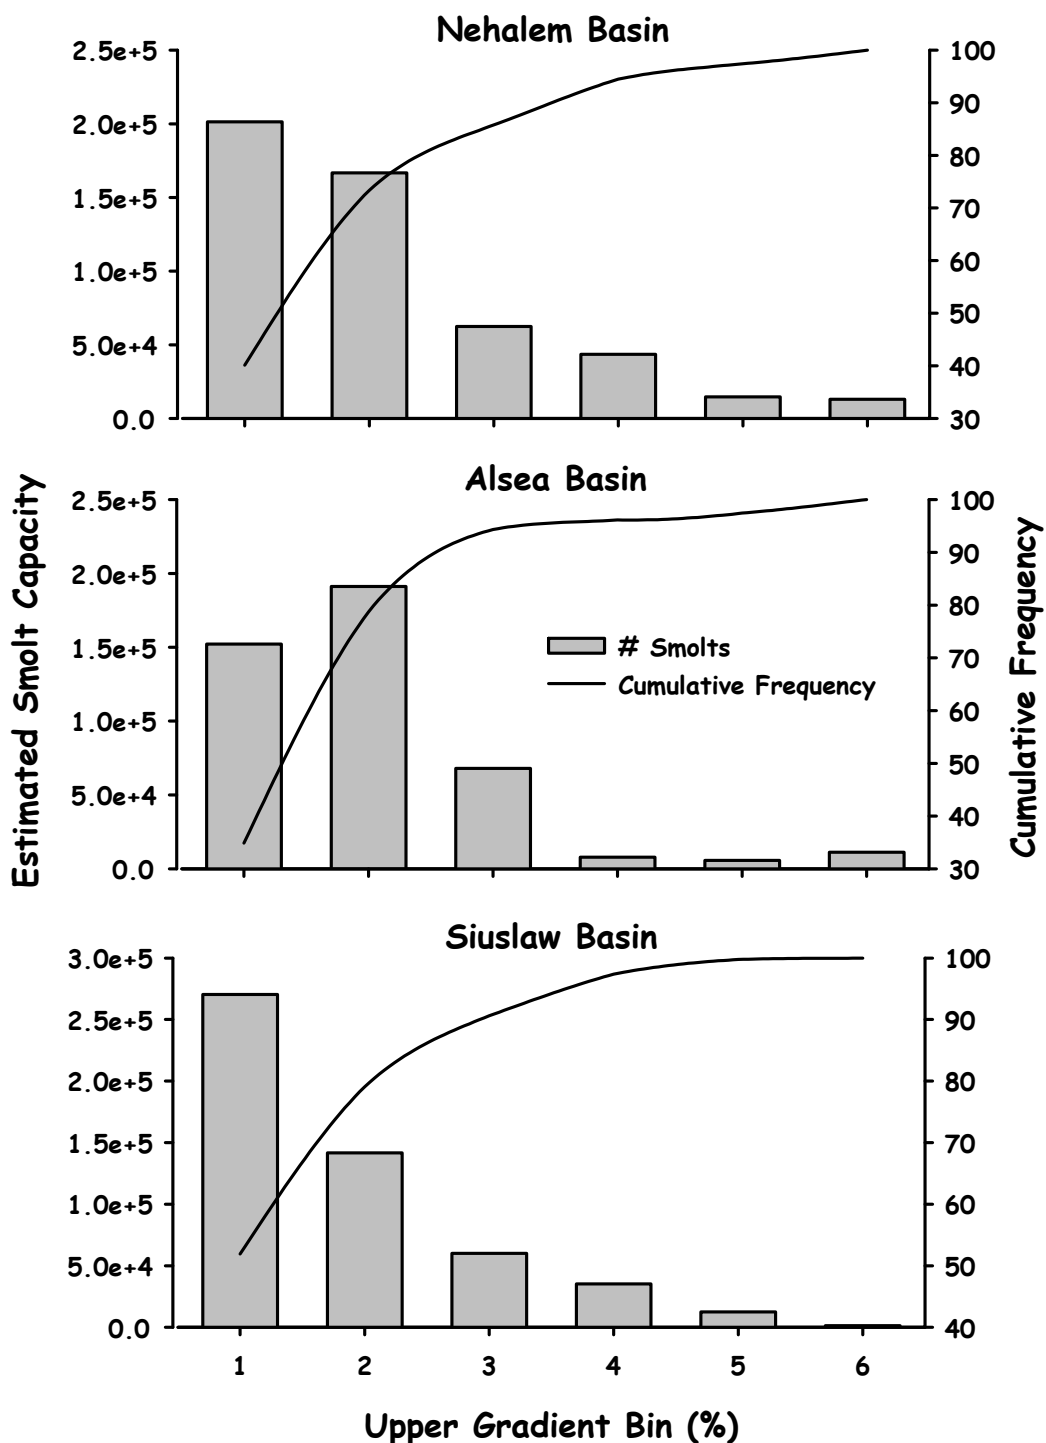 Nehalem Basin
2.5e+5
2.0e+5
1.5e+5
1.0e+5
5.0e+4
0.0
100
90
80
70
60
50
40
30
Estimated Smolt Capacity
Alsea Basin
2.5e+5
2.0e+5
1.5e+5
1.0e+5
5.0e+4
0.0
# Smolts
Cumulative Frequency
100
90
80
70
60
50
40
30
Cumulative Frequency
Siuslaw Basin
3.0e+5
2.5e+5
2.0e+5
1.5e+5
1.0e+5
5.0e+4
0.0
100
90
80
70
60
50
40
1 2 3 4 5 6
Upper Gradient Bin (%)